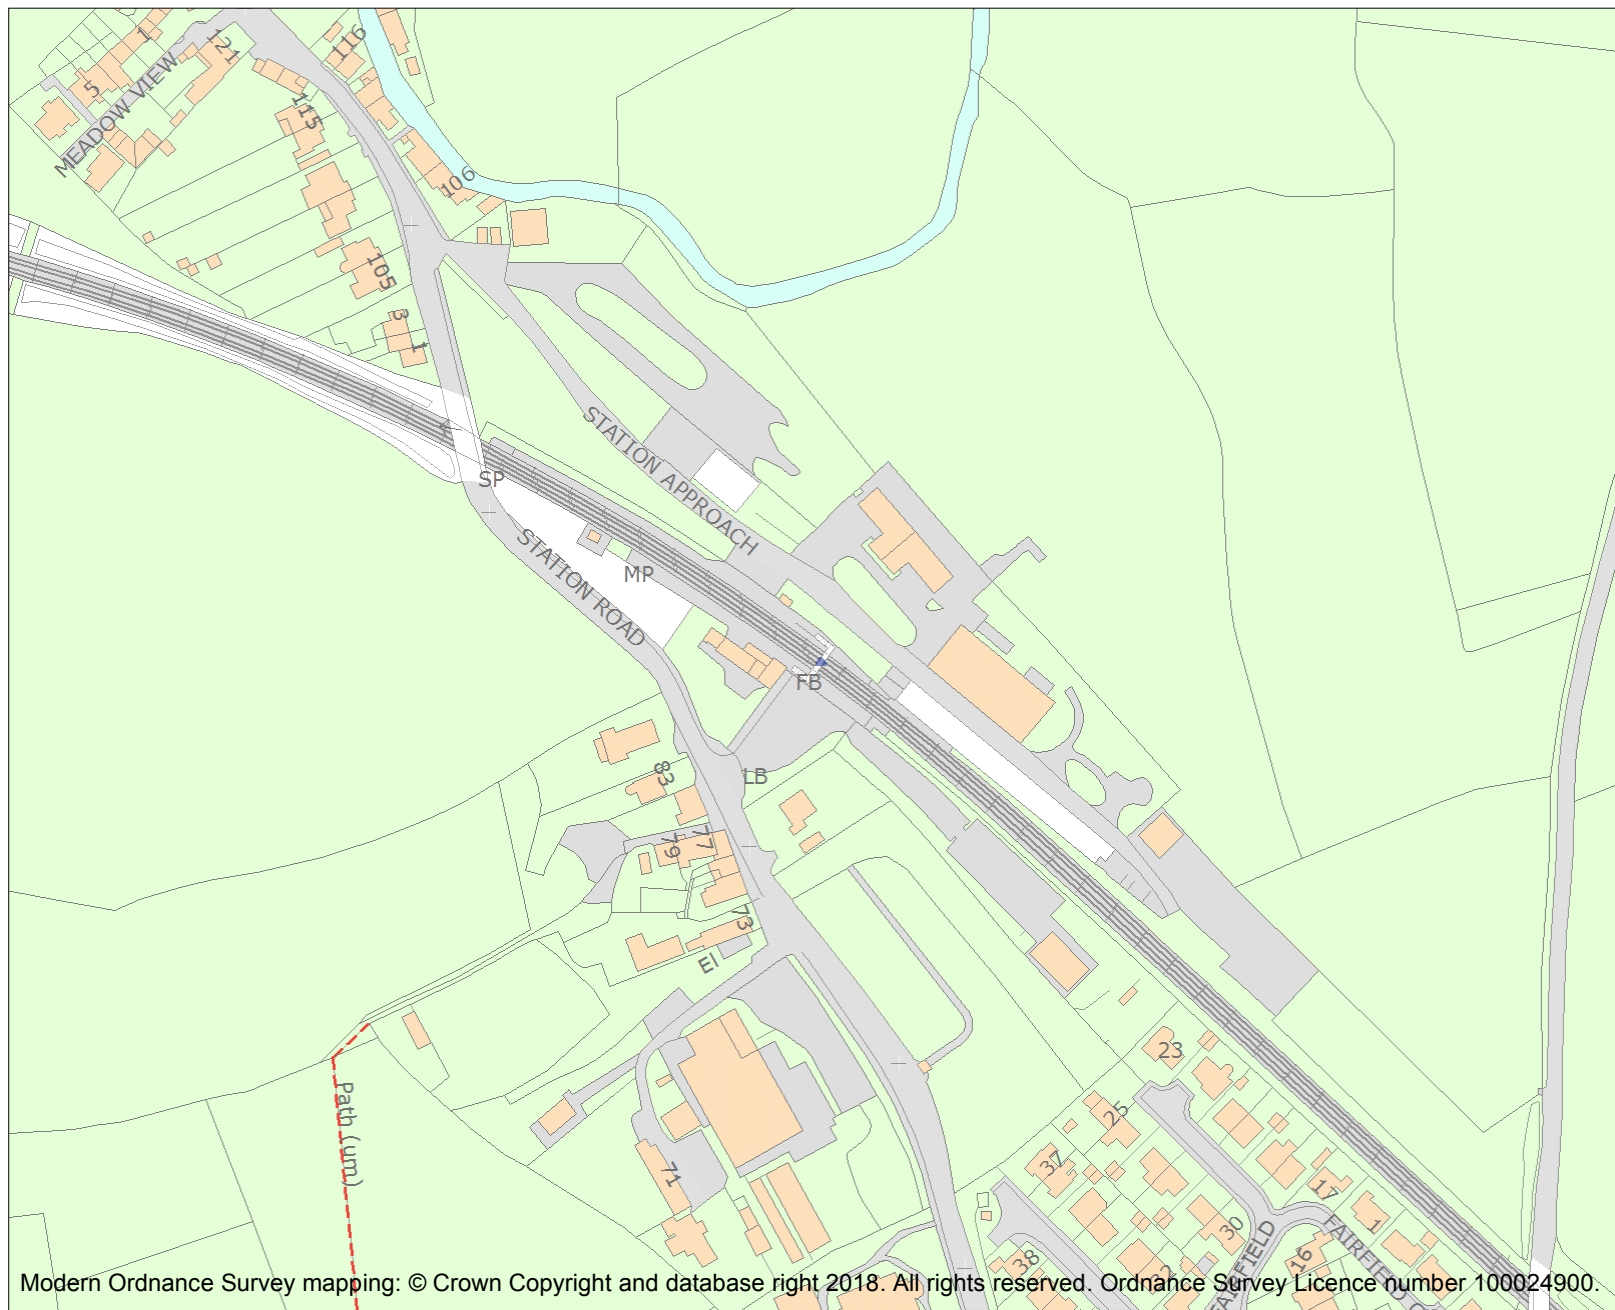 1
121
116
5
MEADOW VIEW
115
106
105
3
1
STATION APPROACH
SP
STATION ROAD
MP
FB
83
LB
79
77
73
El
23
25
Path (um)
37
71
17
1
30
FAIRFIELD
FAIRFIELD
16
38
32
Modern Ordnance Survey mapping: © Crown Copyright and database right 2018. All rights reserved. Ordnance Survey Licence number 100024900.